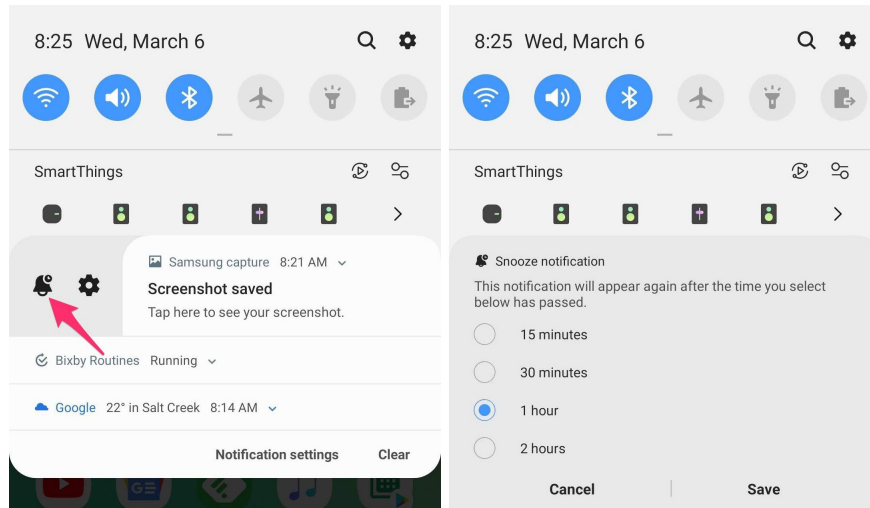 8:25 Wed, March 6
SmartThings
Samsung capture 8:21 AM
Screenshot saved
Tap here to see your screenshot.
Bixby Routines Running
Google 22° in Salt Creek 8:14 AM
Notification settings Clear
GE
8:25 Wed, March 6
SmartThings
Snooze notification
This notification will appear again after the time you select
below has passed.
15 minutes
30 minutes
1 hour
2 hours
Cancel Save